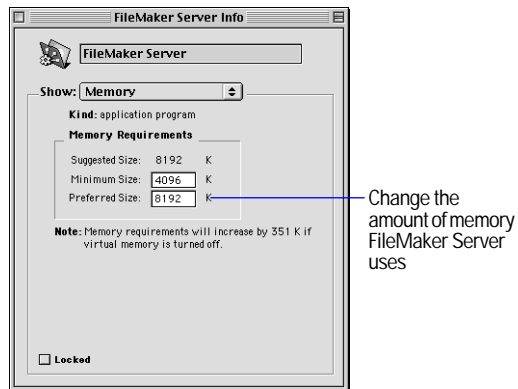 FileMaker Server Info
FileMaker Server
Show: Memory
Kind: application program
Memory Requirements
Suggested Size: 8192 K
Minimum Size: 4096 K
Preferred Size: 8192 K
Note: Memory requirements will increase by 351 K if
virtual memory is turned off.
Locked
Change the
amount of memory
FileMaker Server
uses